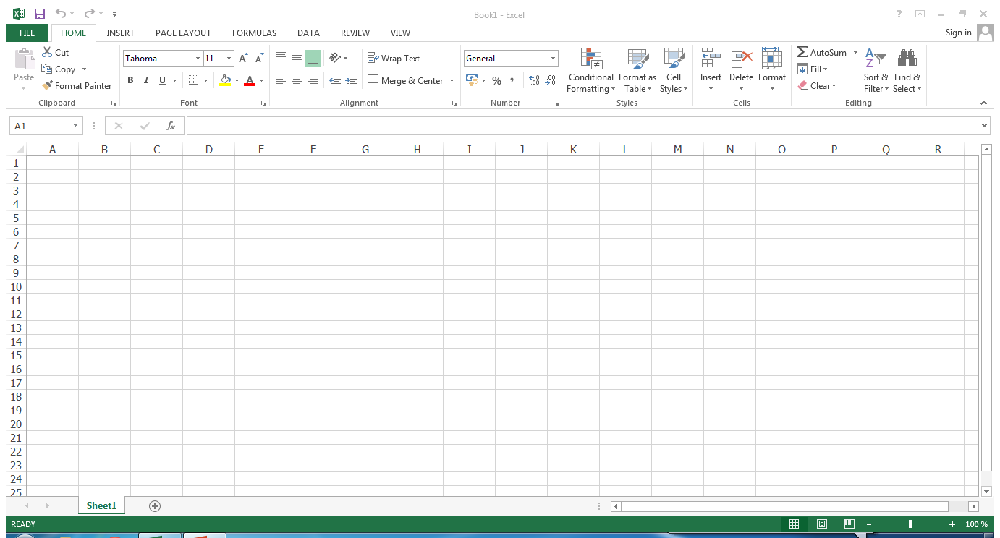 Book1 - Excel
?
FILE HOME INSERT PAGE LAYOUT FORMULAS DATA REVIEW VIEW Sign in
Paste
Cut
Copy
Format Painter
Clipboard
Tahoma 11 A A
B I U A
Font
Wrap Text
Merge & Center
Alignment
General
% , .00 .00
Number
Conditional Formatting
Format as Table
Cell Styles
Styles
Insert Delete Format
Cells
AutoSum
Fill
Clear
Sort & Filter
Find & Select
Editing
A1 fx
A B C D E F G H I J K L M N O P Q R
1
2
3
4
5
6
7
8
9
10
11
12
13
14
15
16
17
18
19
20
21
22
23
24
25
Sheet1
READY 100 %